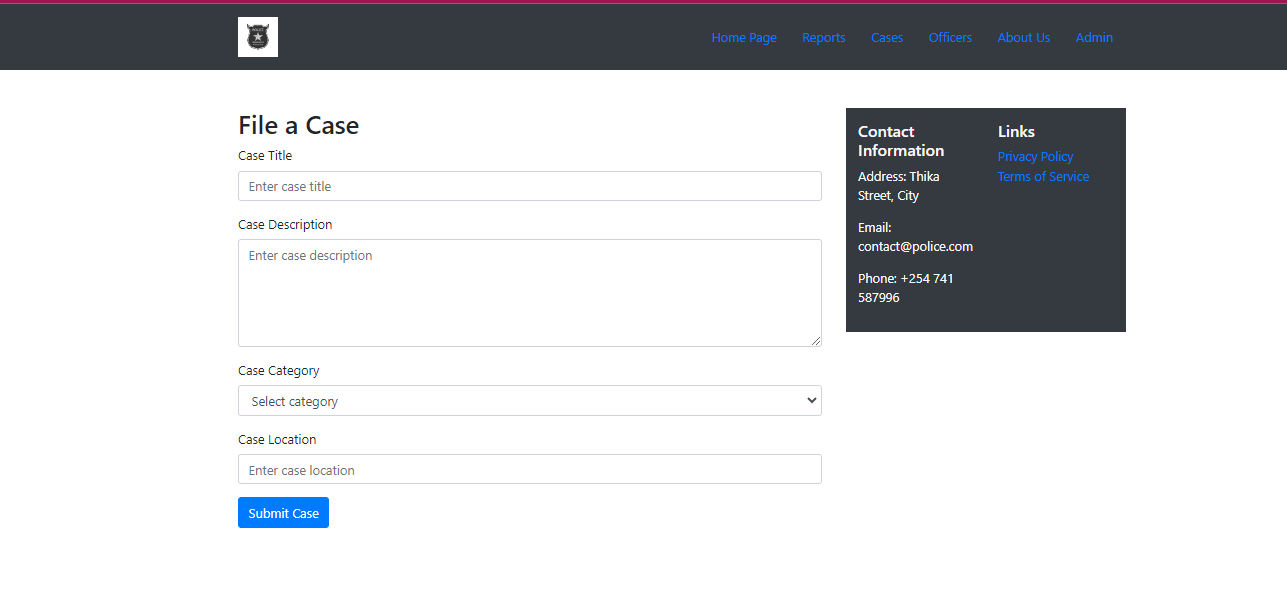 POLICE
Home Page Reports Cases Officers About Us Admin
File a Case
Case Title
Enter case title
Case Description
Enter case description
Case Category
Select category
Case Location
Enter case location
Submit Case
Contact
Information
Address: Thika
Street, City
Email:
contact@police.com
Phone: +254 741
587996
Links
Privacy Policy
Terms of Service